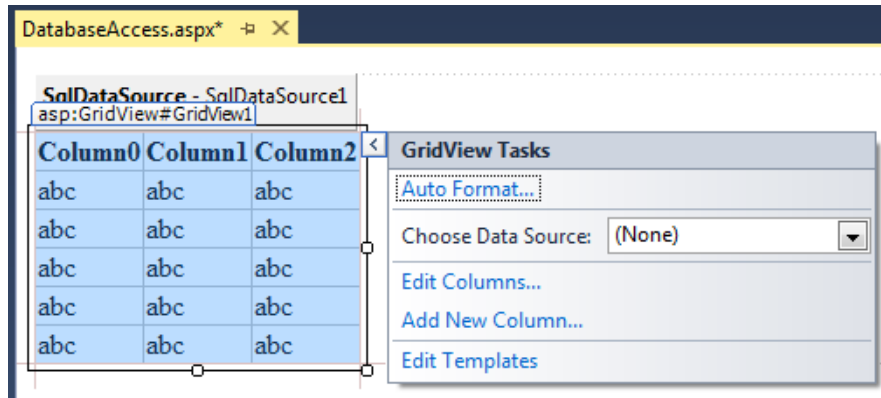 DatabaseAccess.aspx*
SqlDataSource - SqlDataSource1
asp:GridView#GridView1
Column0 Column1 Column2
abc abc abc
abc abc abc
abc abc abc
abc abc abc
abc abc abc
GridView Tasks
Auto Format...
Choose Data Source: (None)
Edit Columns...
Add New Column...
Edit Templates